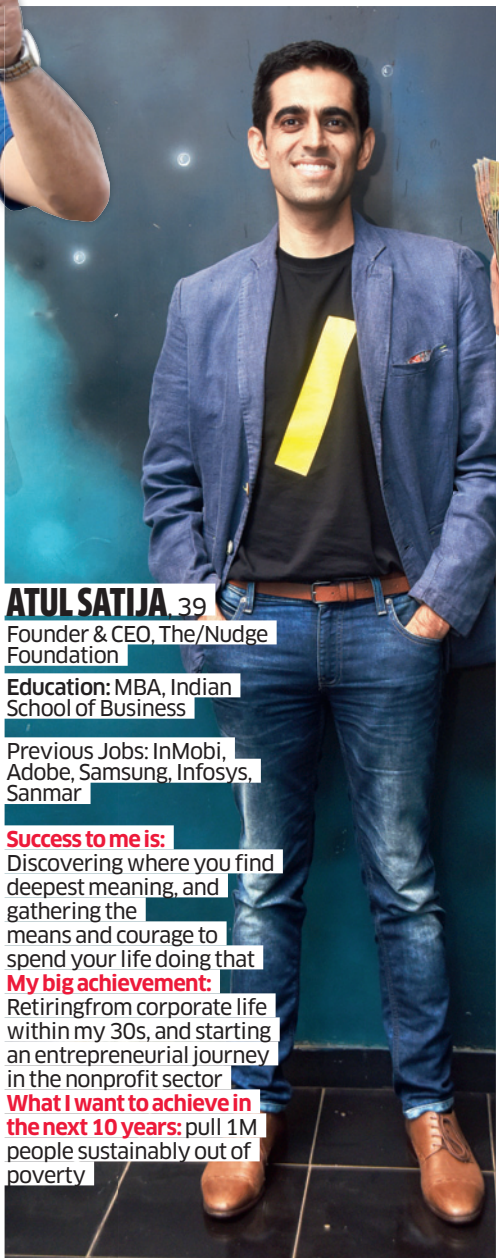 ATUL SATIJA, 39
Founder & CEO, The/Nudge
Foundation
Education: MBA, Indian
School of Business
Previous Jobs: InMobi,
Adobe, Samsung, Infosys,
Sanmar
Success to me is:
Discovering where you find
deepest meaning, and
gathering the
means and courage to
spend your life doing that
My big achievement:
Retiringfrom corporate life
within my 30s, and starting
an entrepreneurial journey
in the nonprofit sector
What I want to achieve in
the next 10 years: pull 1M
people sustainably out of
poverty